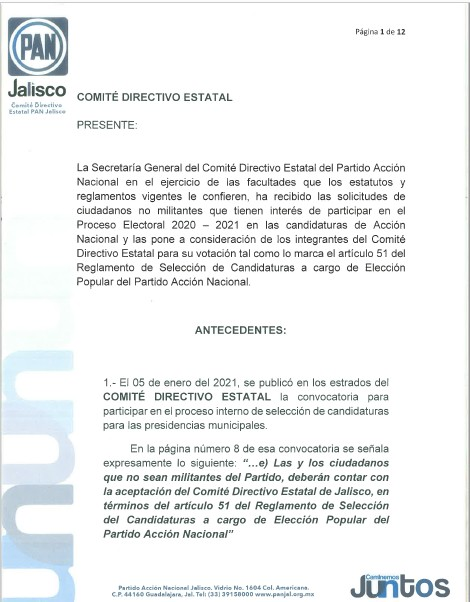 Página 1 de 12
PAN
Jalisco
Comité Directivo
Estatal PAN Jalisco
COMITÉ DIRECTIVO ESTATAL
PRESENTE:
La Secretaría General del Comité Directivo Estatal del Partido Acción
Nacional en el ejercicio de las facultades que los estatutos y
reglamentos vigentes le confieren, ha recibido las solicitudes de
ciudadanos no militantes que tienen interés de participar en el
Proceso Electoral 2020 – 2021 en las candidaturas de Acción
Nacional y las pone a consideración de los integrantes del Comité
Directivo Estatal para su votación tal como lo marca el artículo 51 del
Reglamento de Selección de Candidaturas a cargo de Elección
Popular del Partido Acción Nacional.
ANTECEDENTES:
1.- El 05 de enero del 2021, se publicó en los estrados del
COMITÉ DIRECTIVO ESTATAL la convocatoria para
participar en el proceso interno de selección de candidaturas
para las presidencias municipales.
En la página número 8 de esa convocatoria se señala
expresamente lo siguiente: “…e) Las y los ciudadanos
que no sean militantes del Partido, deberán contar con
la aceptación del Comité Directivo Estatal de Jalisco, en
términos del artículo 51 del Reglamento de Selección
del Candidaturas a cargo de Elección Popular del
Partido Acción Nacional”
Partido Acción Nacional Jalisco. Vidrio No. 1604 Col. Americana.
C.P. 44160 Guadalajara, Jal. Tel: (33) 39158000 www.panjal.org.mx
Caminemos
Juntos